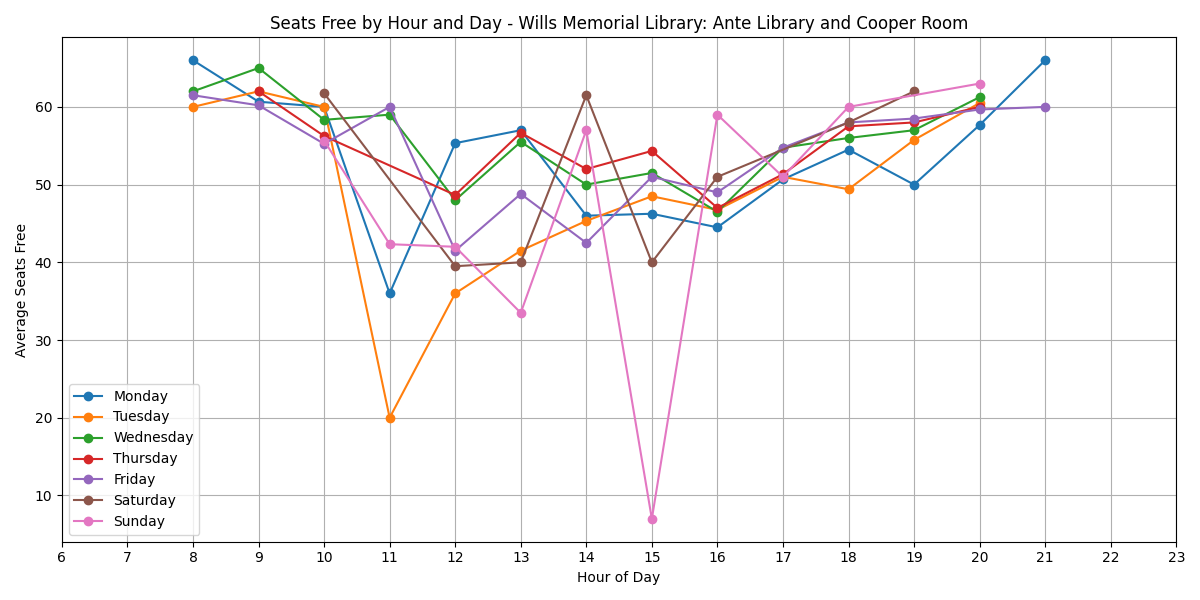 Seats Free by Hour and Day - Wills Memorial Library: Ante Library and Cooper Room
Average Seats Free
60
50
40
30
20
10
Monday
Tuesday
Wednesday
Thursday
Friday
Saturday
Sunday
6 7 8 9 10 11 12 13 14 15 16 17 18 19 20 21 22 23
Hour of Day